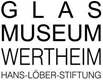 GLAS
MUSEUM
WERTHEIM
HANS-LÖBER-STIFTUNG